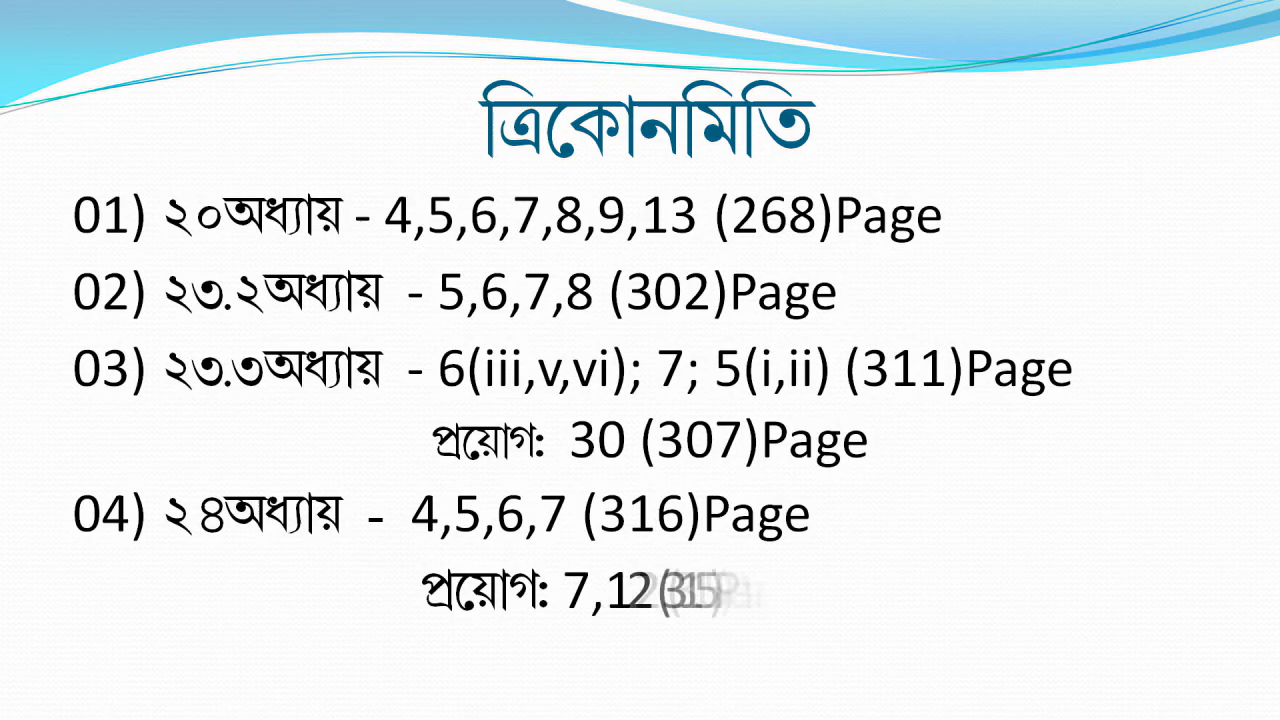 ত্রিকোনমিতি
01) ২০অধ্যায় - 4,5,6,7,8,9,13 (268)Page
02) ২৩.২অধ্যায় - 5,6,7,8 (302)Page
03) ২৩.৩অধ্যায় - 6(iii,v,vi); 7; 5(i,ii) (311)Page
প্রয়োগ: 30 (307)Page
04) ২৪অধ্যায় - 4,5,6,7 (316)Page
প্রয়োগ: 7,12